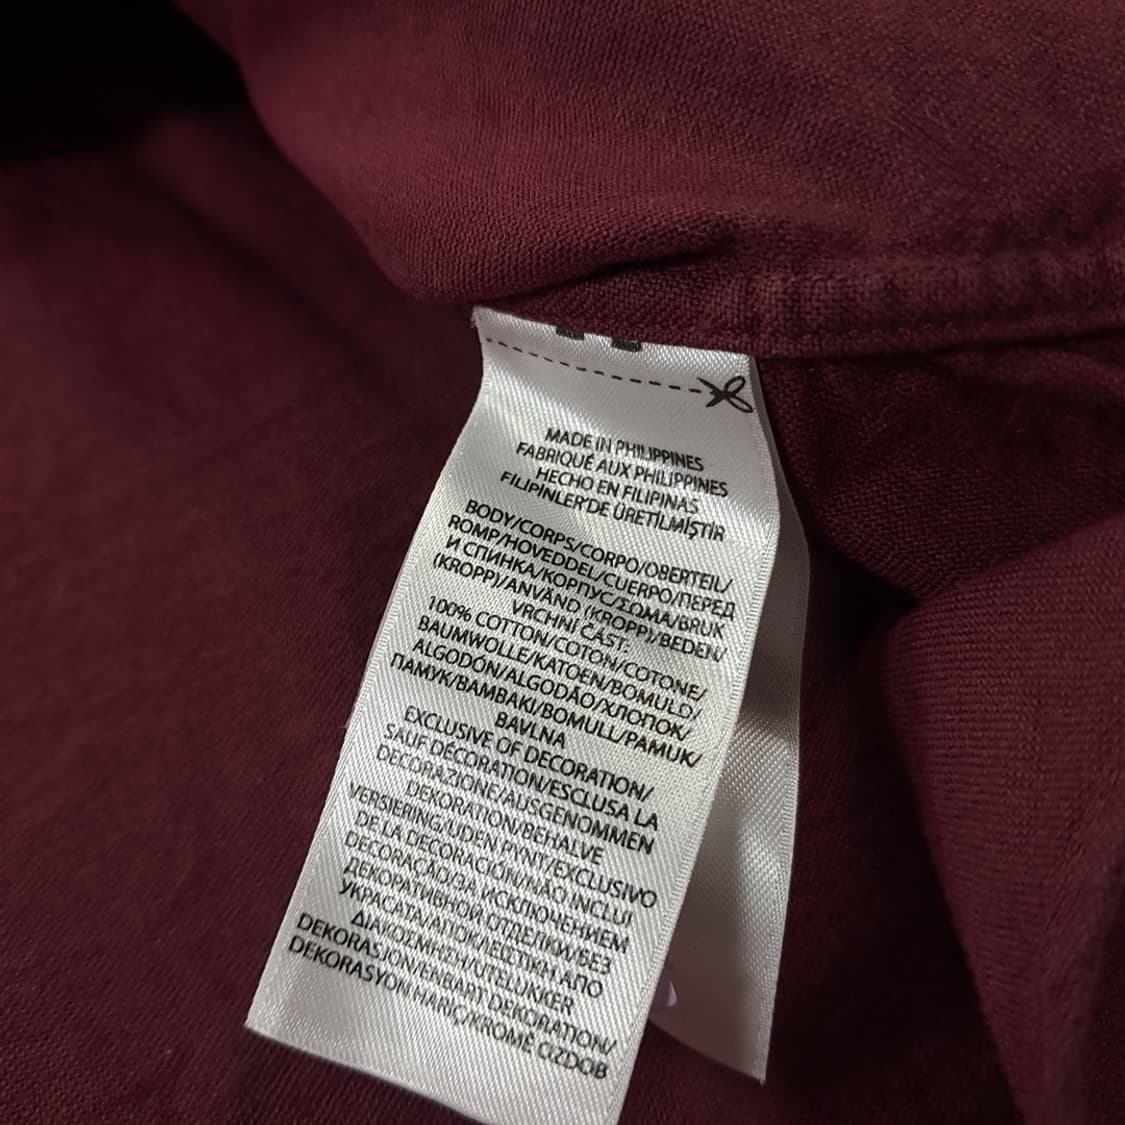 MADE IN PHILIPPINES
FABRIQUÉ AUX PHILIPPINES
HECHO EN FILIPINAS
FILIPINLER'DE ÜRETILMIŞTIR
BODY/CORPS/CORPO/OBERTEIL/
ROMP/HOVEDDEL/CUERPO/ПЕРЕД
И СПИНКА/КОРПУС/ΣΩΜΑ/BRUK
(KROPP)/ANVÄND (KROPP)/BEDEN/
VRCHNÍ ČÁST:
100% COTTON/COTON/COTONE/
BAUMWOLLE/KATOEN/BOMULD/
ALGODÓN/ALGODÃO/ХЛОПОК/
ПАМУК/BAMBAKI/BOMULL/PAMUK/
BAVLNA
EXCLUSIVE OF DECORATION/
SAUF DÉCORATION/ESCLUSA LA
DECORAZIONE/AUSGENOMMEN
DEKORATION/BEHALVE
VERSIERING/UDEN PYNT/EXCLUSIVO
DE LA DECORACIÓN/NÃO INCLUI
DECORAÇÃO/ЗА ИСКЛЮЧЕНИЕМ
ДЕКОРАТИВНОЙ ОТДЕЛКИ/БЕЗ
УКРАСАТА/ΑΠΟΚΛΕΙΣΤΙΚΗ ΑΠΟ
ΔΙΑΚΟΣΜΗΣΗ/UTELUKKER
DEKORASJON/ENBART DEKORATION/
DEKORASYON HARIÇ/KROMĚ OZDOB